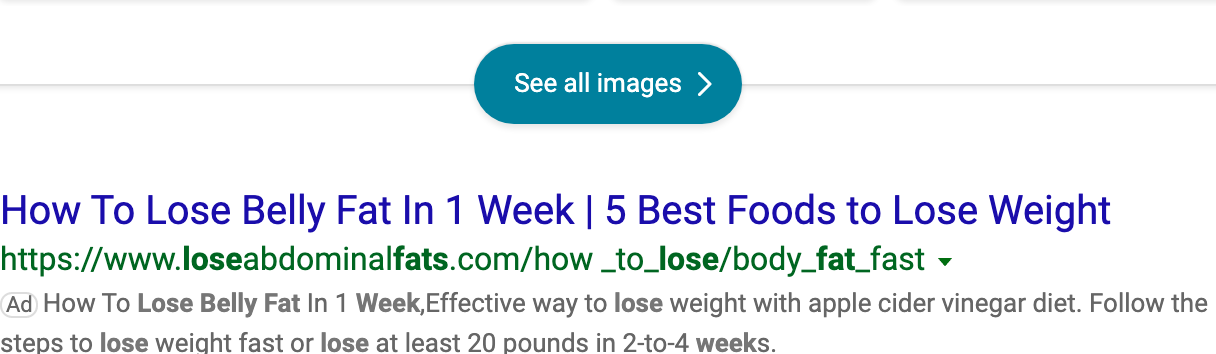 See all images
How To Lose Belly Fat In 1 Week | 5 Best Foods to Lose Weight
https://www.loseabdominalfats.com/how _to_lose/body_fat_fast
Ad How To Lose Belly Fat In 1 Week,Effective way to lose weight with apple cider vinegar diet. Follow the
steps to lose weight fast or lose at least 20 pounds in 2-to-4 weeks.